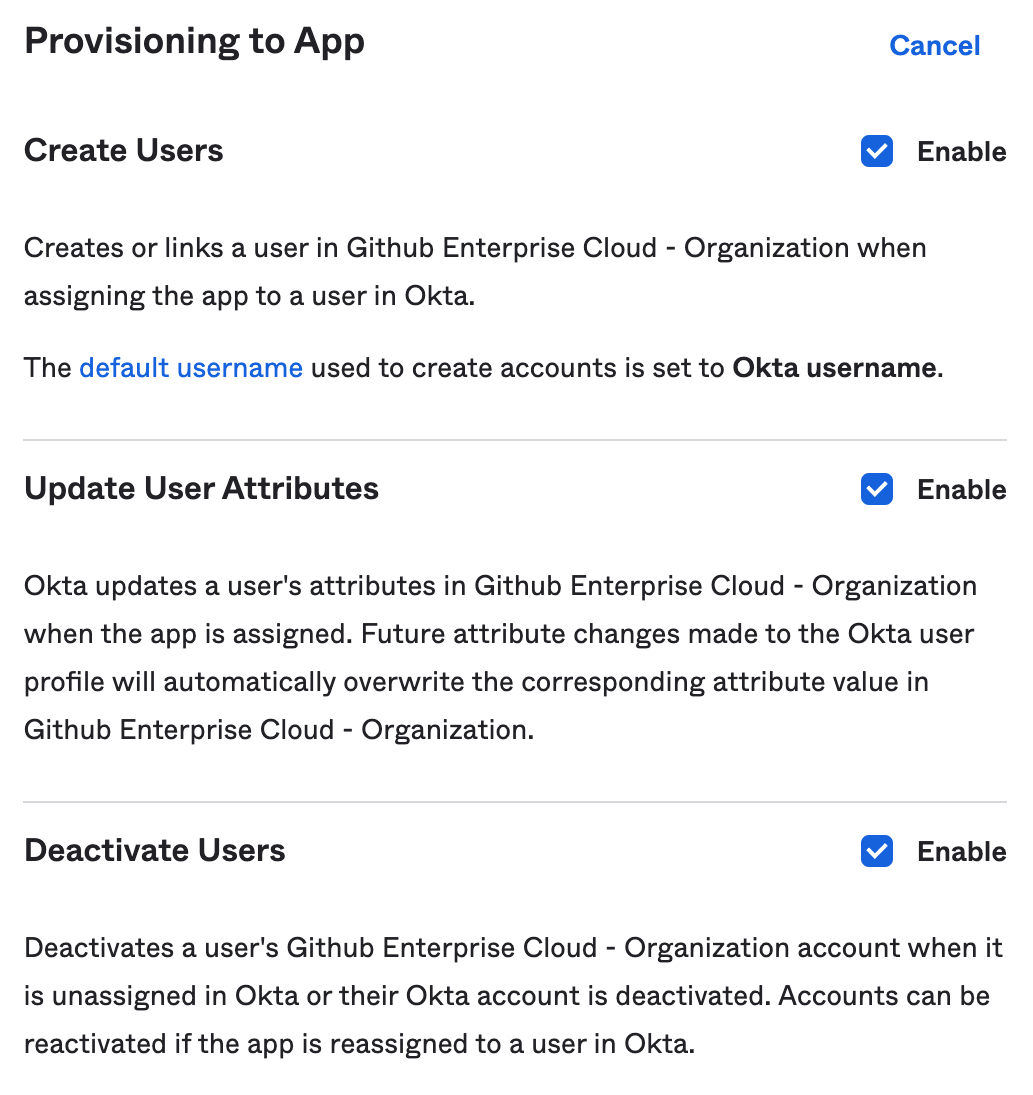 Provisioning to App
Cancel
Create Users
Enable
Creates or links a user in Github Enterprise Cloud - Organization when
assigning the app to a user in Okta.
The default username used to create accounts is set to Okta username.
Update User Attributes
Enable
Okta updates a user's attributes in Github Enterprise Cloud - Organization
when the app is assigned. Future attribute changes made to the Okta user
profile will automatically overwrite the corresponding attribute value in
Github Enterprise Cloud - Organization.
Deactivate Users
Enable
Deactivates a user's Github Enterprise Cloud - Organization account when it
is unassigned in Okta or their Okta account is deactivated. Accounts can be
reactivated if the app is reassigned to a user in Okta.